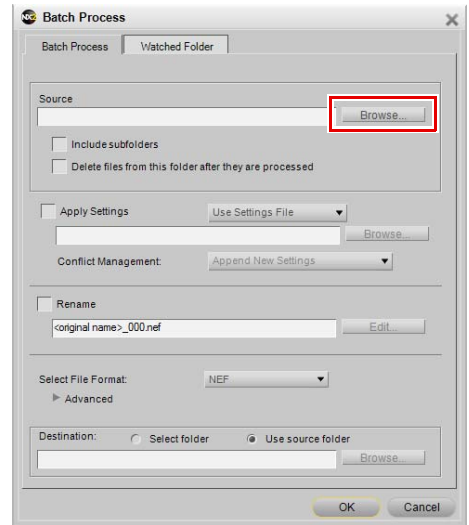 NX2 Batch Process
Batch Process Watched Folder
Source
Browse...
Include subfolders
Delete files from this folder after they are processed
Apply Settings Use Settings File
Browse...
Conflict Management: Append New Settings
Rename
<original name>_000.nef Edit...
Select File Format: NEF
Advanced
Destination: Select folder Use source folder
Browse...
OK Cancel